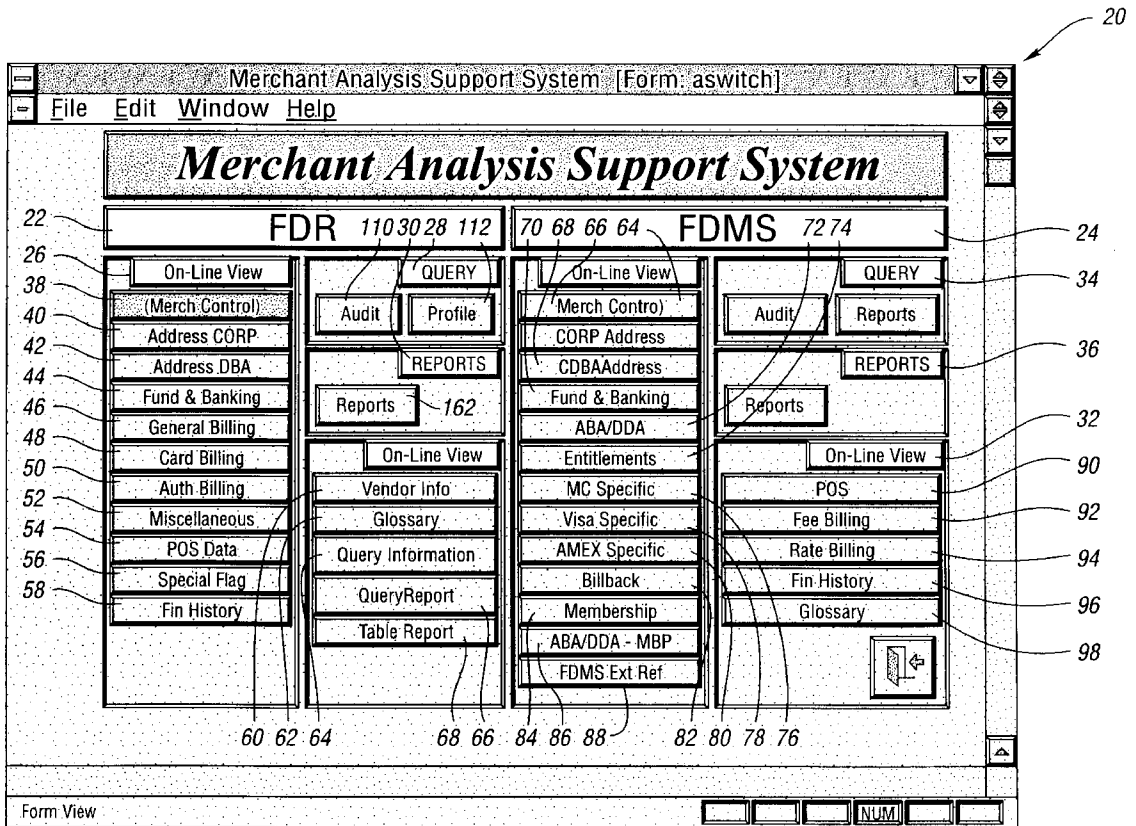 20
Merchant Analysis Support System [Form: aswitch]
File Edit Window Help
Merchant Analysis Support System
22 FDR 110 30 28 112 70 68 66 64 FDMS 72 74 24
26 On-Line View QUERY On-Line View QUERY 34
38 (Merch Control) Audit Profile Merch Control) Audit Reports
40 Address CORP CORP Address
42 Address DBA REPORTS CDBAAddress REPORTS 36
44 Fund & Banking Reports 162 Fund & Banking Reports
46 General Billing ABA/DDA
48 Card Billing On-Line View Entitlements On-Line View 32
50 Auth Billing Vendor Info MC Specific POS 90
52 Miscellaneous Glossary Visa Specific Fee Billing 92
54 POS Data Query Information AMEX Specific Rate Billing 94
56 Special Flag QueryReport Billback Fin History 96
58 Fin History Table Report Membership Glossary 98
ABA/DDA - MBP
FDMS Ext Ref
60 62 64 68 66 84 86 88 82 80 78 76
Form View NUM